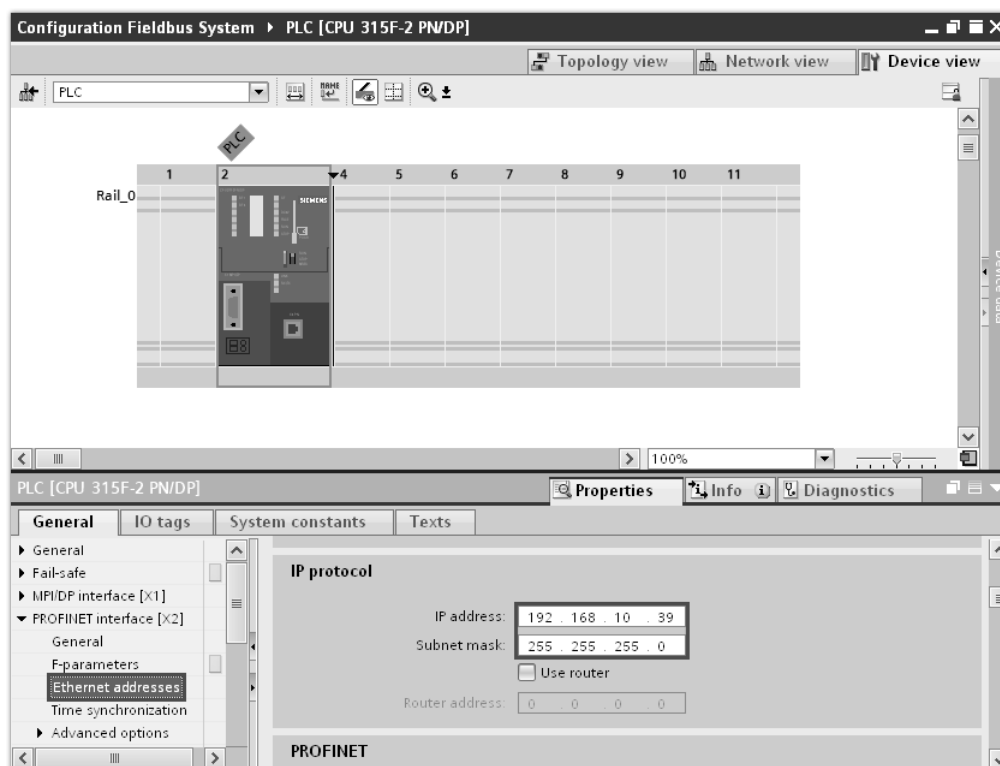 Configuration Fieldbus System ▸ PLC [CPU 315F-2 PN/DP]
Topology view Network view Device view
PLC
PLC
1 2 4 5 6 7 8 9 10 11
Rail_0
SIEMENS
100%
PLC [CPU 315F-2 PN/DP]
Properties Info Diagnostics
General IO tags System constants Texts
General
Fail-safe
MPI/DP interface [X1]
PROFINET interface [X2]
General
F-parameters
Ethernet addresses
Time synchronization
Advanced options
IP protocol
IP address: 192 . 168 . 10 . 39
Subnet mask: 255 . 255 . 255 . 0
Use router
Router address: 0 . 0 . 0 . 0
PROFINET